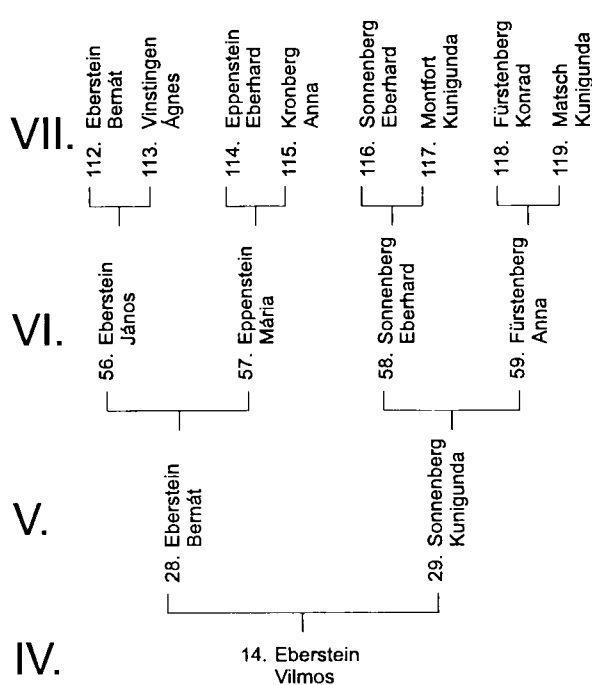 VII.
112. Eberstein
Bernát
113. Vinstingen
Ágnes
114. Eppenstein
Eberhard
115. Kronberg
Anna
116. Sonnenberg
Eberhard
117. Montfort
Kunigunda
118. Fürstenberg
Konrad
119. Matsch
Kunigunda
VI.
56. Eberstein
János
57. Eppenstein
Mária
58. Sonnenberg
Eberhard
59. Fürstenberg
Anna
V.
28. Eberstein
Bernát
29. Sonnenberg
Kunigunda
IV.
14. Eberstein
Vilmos